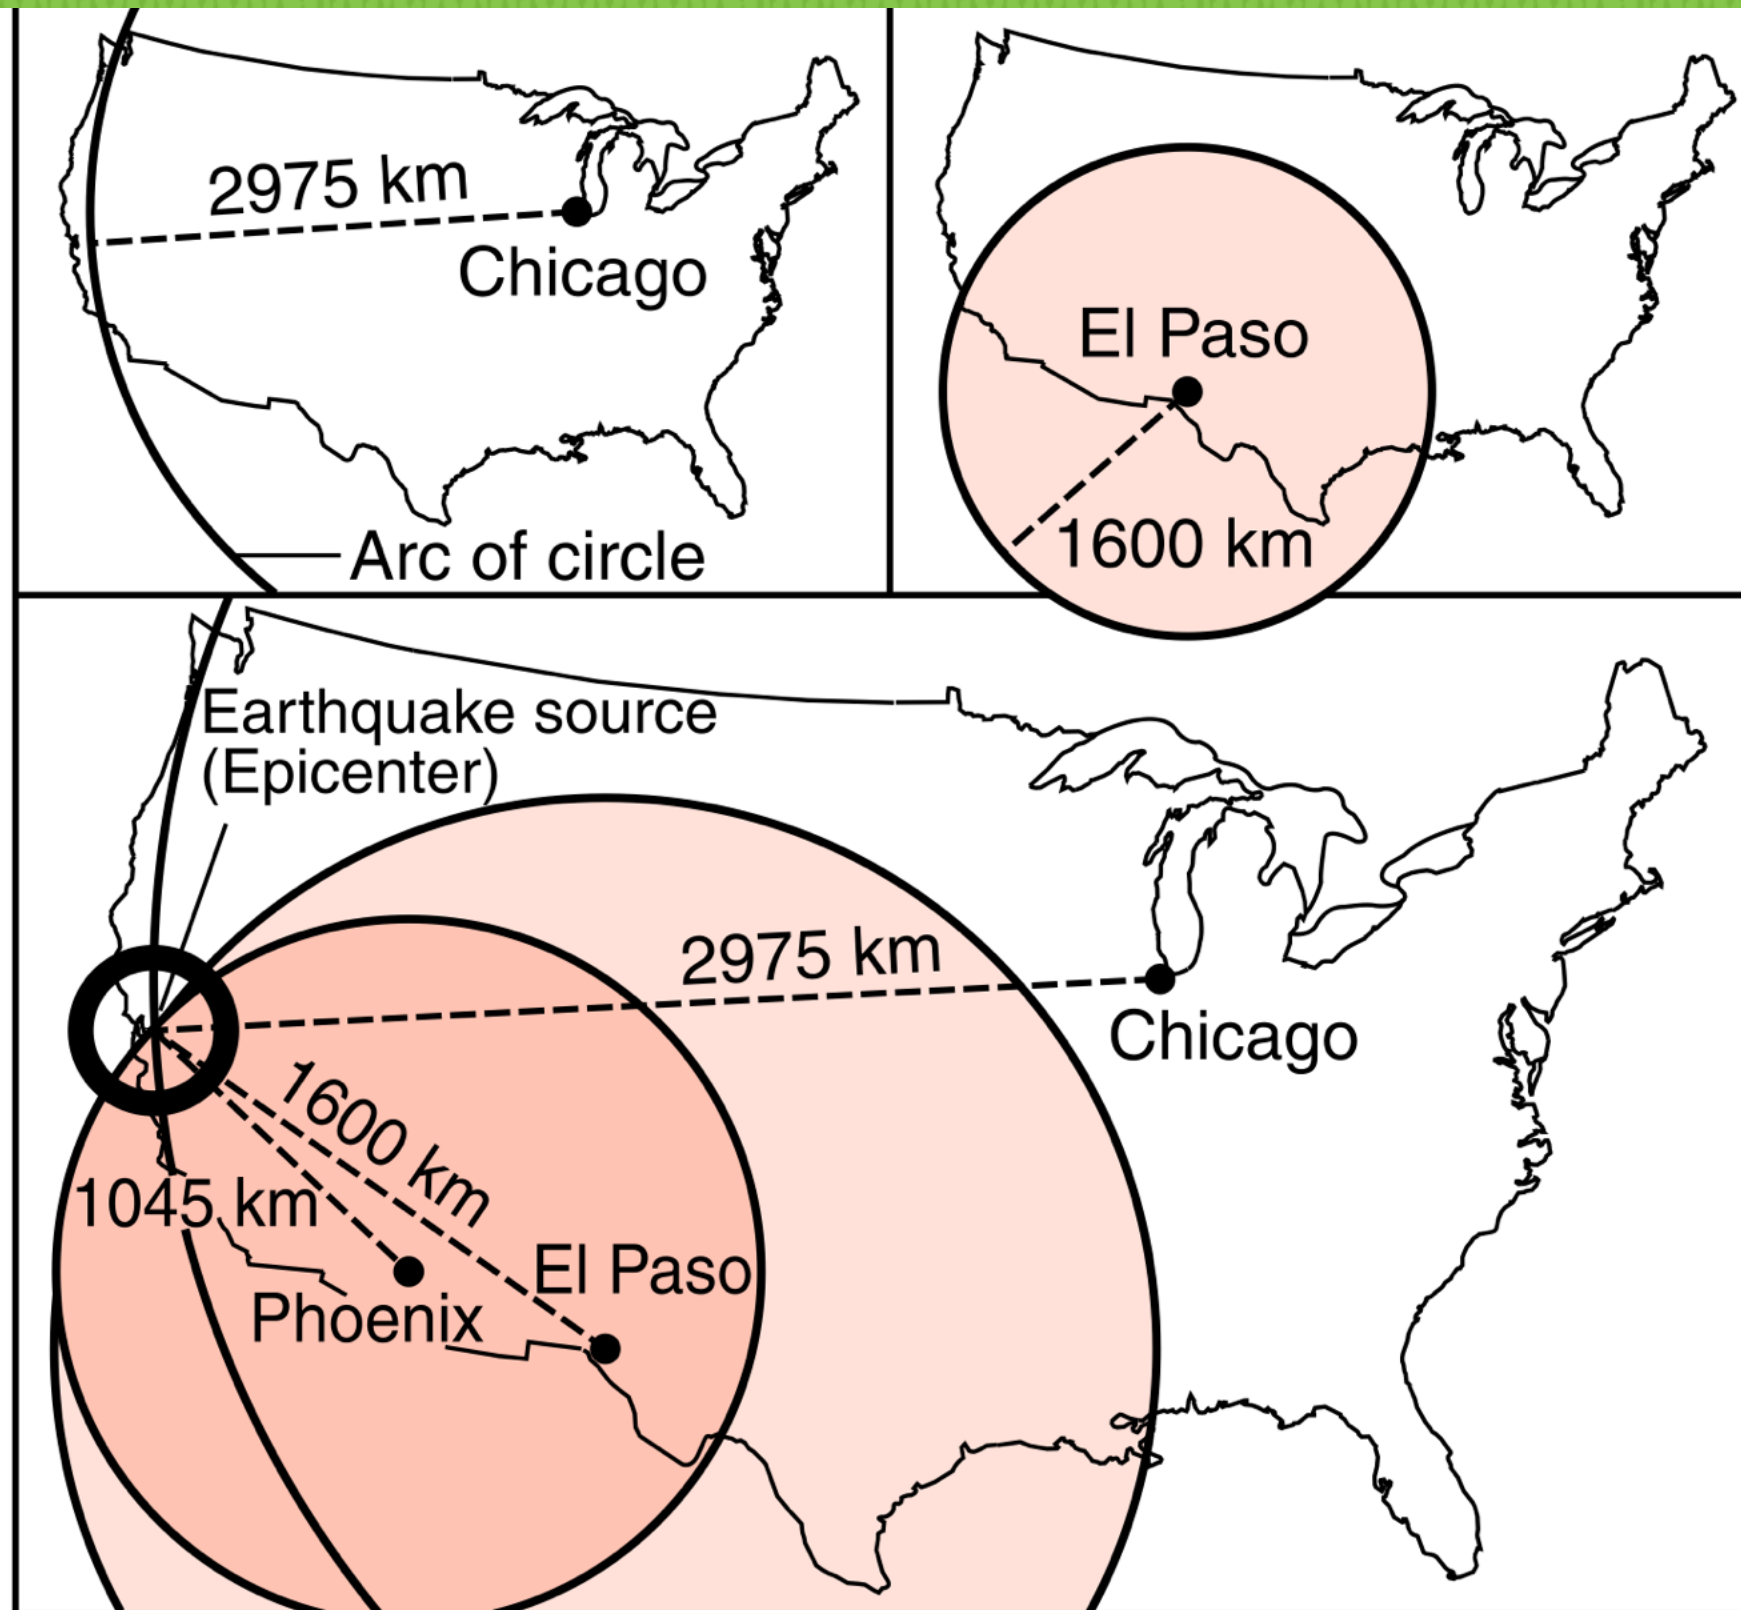 2975 km
Chicago
Arc of circle
El Paso
1600 km
Earthquake source
(Epicenter)
2975 km
Chicago
1600 km
1045 km
El Paso
Phoenix